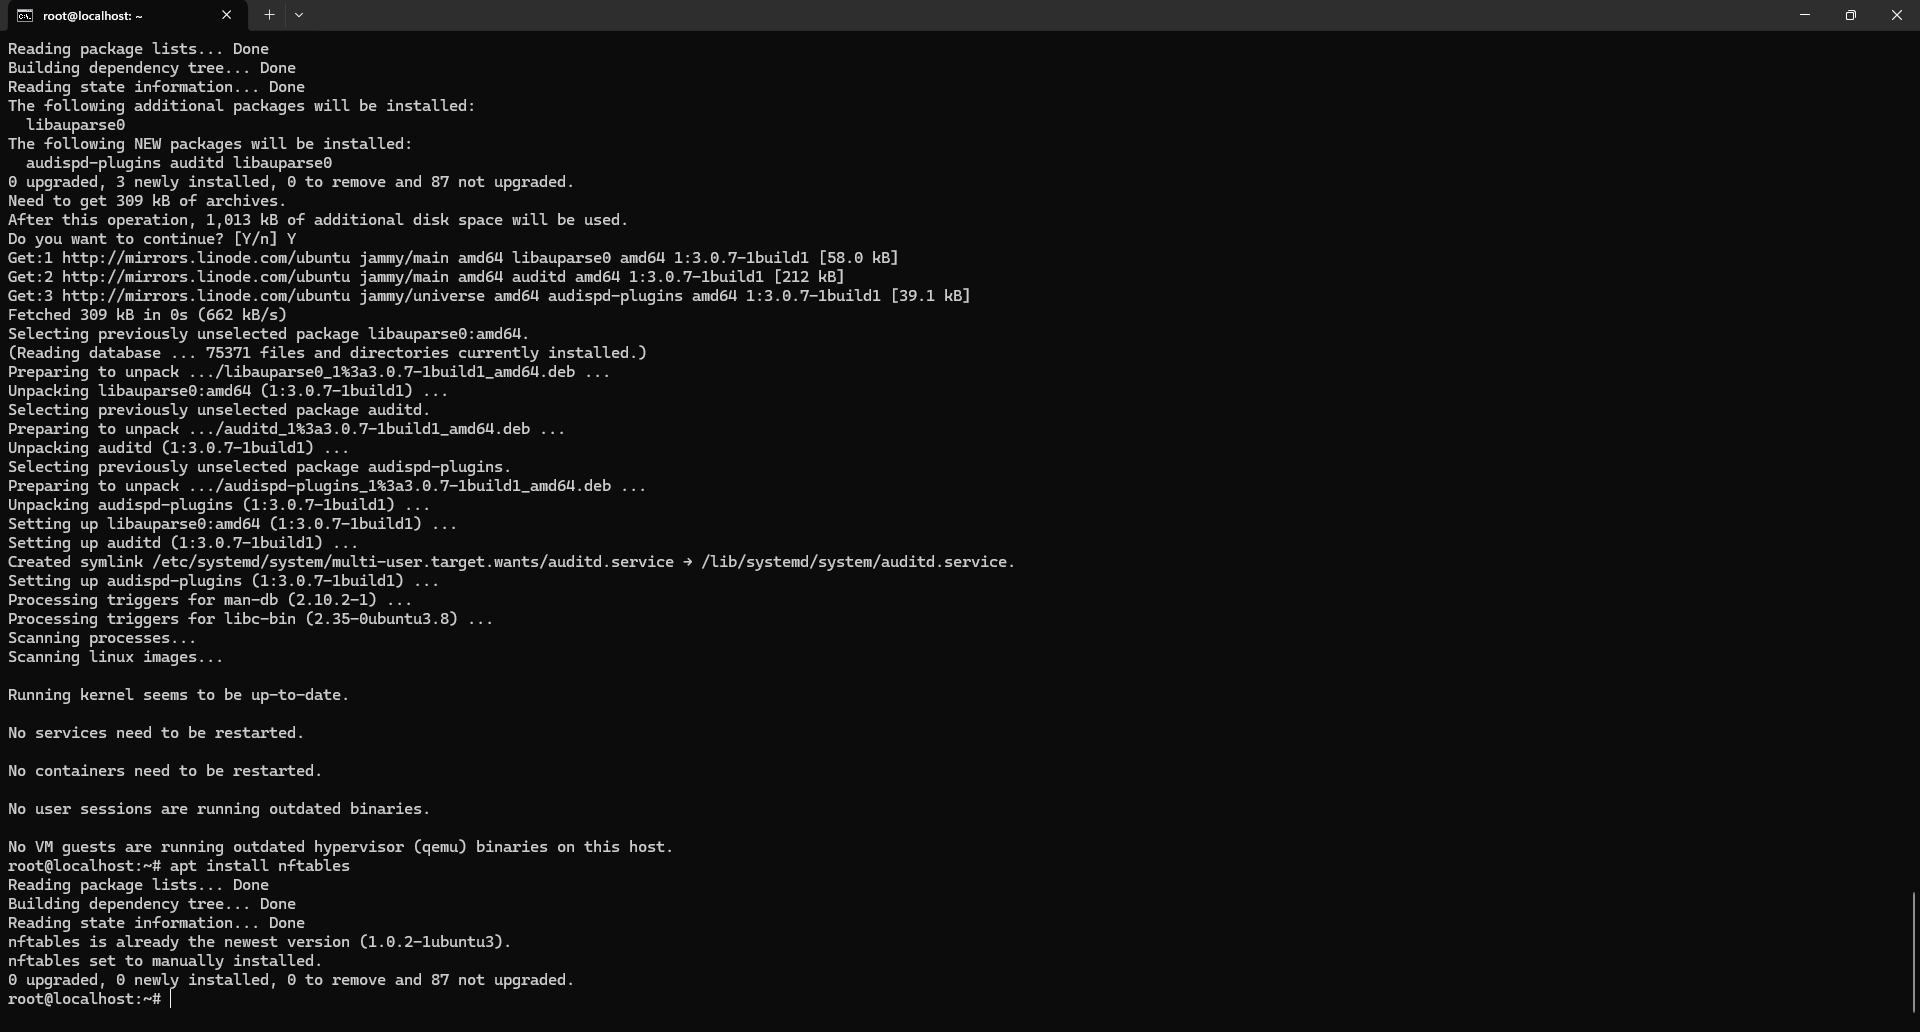 root@localhost: ~
Reading package lists... Done
Building dependency tree... Done
Reading state information... Done
The following additional packages will be installed:
  libauparse0
The following NEW packages will be installed:
  audispd-plugins auditd libauparse0
0 upgraded, 3 newly installed, 0 to remove and 87 not upgraded.
Need to get 309 kB of archives.
After this operation, 1,013 kB of additional disk space will be used.
Do you want to continue? [Y/n] Y
Get:1 http://mirrors.linode.com/ubuntu jammy/main amd64 libauparse0 amd64 1:3.0.7-1build1 [58.0 kB]
Get:2 http://mirrors.linode.com/ubuntu jammy/main amd64 auditd amd64 1:3.0.7-1build1 [212 kB]
Get:3 http://mirrors.linode.com/ubuntu jammy/universe amd64 audispd-plugins amd64 1:3.0.7-1build1 [39.1 kB]
Fetched 309 kB in 0s (662 kB/s)
Selecting previously unselected package libauparse0:amd64.
(Reading database ... 75371 files and directories currently installed.)
Preparing to unpack .../libauparse0_1%3a3.0.7-1build1_amd64.deb ...
Unpacking libauparse0:amd64 (1:3.0.7-1build1) ...
Selecting previously unselected package auditd.
Preparing to unpack .../auditd_1%3a3.0.7-1build1_amd64.deb ...
Unpacking auditd (1:3.0.7-1build1) ...
Selecting previously unselected package audispd-plugins.
Preparing to unpack .../audispd-plugins_1%3a3.0.7-1build1_amd64.deb ...
Unpacking audispd-plugins (1:3.0.7-1build1) ...
Setting up libauparse0:amd64 (1:3.0.7-1build1) ...
Setting up auditd (1:3.0.7-1build1) ...
Created symlink /etc/systemd/system/multi-user.target.wants/auditd.service → /lib/systemd/system/auditd.service.
Setting up audispd-plugins (1:3.0.7-1build1) ...
Processing triggers for man-db (2.10.2-1) ...
Processing triggers for libc-bin (2.35-0ubuntu3.8) ...
Scanning processes...
Scanning linux images...
Running kernel seems to be up-to-date.
No services need to be restarted.
No containers need to be restarted.
No user sessions are running outdated binaries.
No VM guests are running outdated hypervisor (qemu) binaries on this host.
root@localhost:~# apt install nftables
Reading package lists... Done
Building dependency tree... Done
Reading state information... Done
nftables is already the newest version (1.0.2-1ubuntu3).
nftables set to manually installed.
0 upgraded, 0 newly installed, 0 to remove and 87 not upgraded.
root@localhost:~#